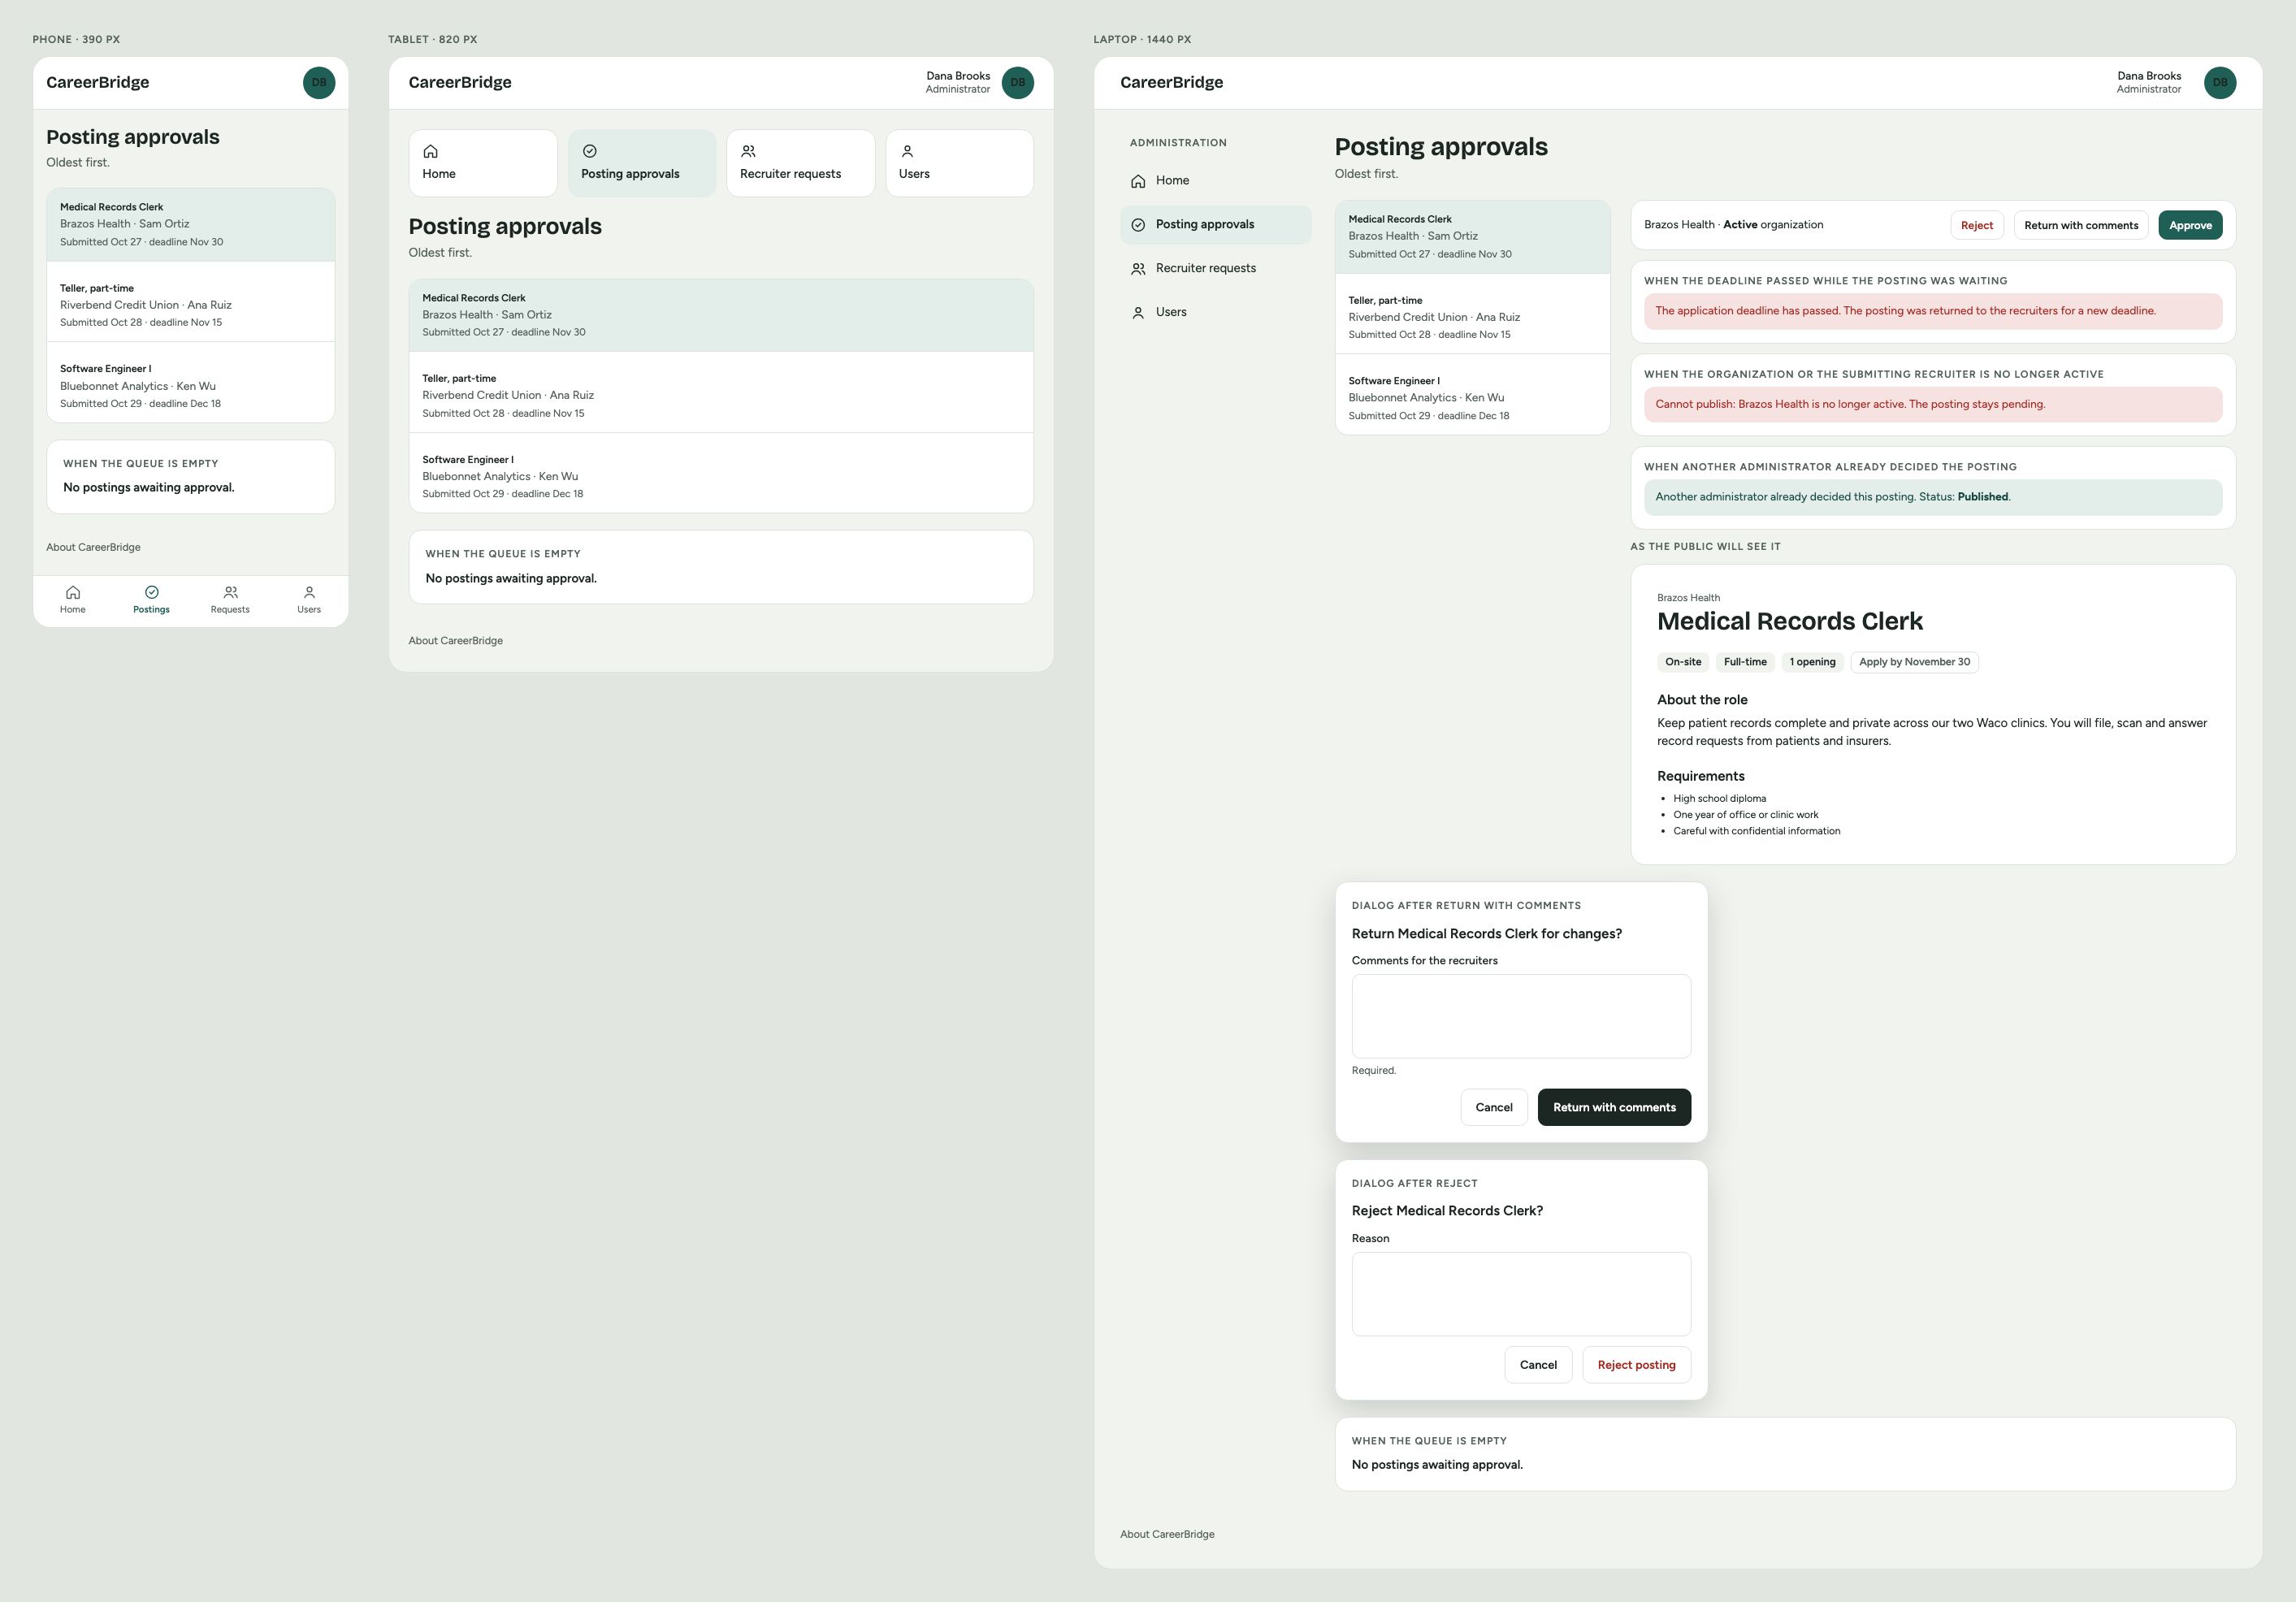 PHONE · 390 PX
CareerBridge
DB
Posting approvals
Oldest first.
Medical Records Clerk
Brazos Health · Sam Ortiz
Submitted Oct 27 · deadline Nov 30
Teller, part-time
Riverbend Credit Union · Ana Ruiz
Submitted Oct 28 · deadline Nov 15
Software Engineer I
Bluebonnet Analytics · Ken Wu
Submitted Oct 29 · deadline Dec 18
WHEN THE QUEUE IS EMPTY
No postings awaiting approval.
About CareerBridge
Home
Postings
Requests
Users
TABLET · 820 PX
CareerBridge
Dana Brooks
Administrator
DB
Home
Posting approvals
Recruiter requests
Users
Posting approvals
Oldest first.
Medical Records Clerk
Brazos Health · Sam Ortiz
Submitted Oct 27 · deadline Nov 30
Teller, part-time
Riverbend Credit Union · Ana Ruiz
Submitted Oct 28 · deadline Nov 15
Software Engineer I
Bluebonnet Analytics · Ken Wu
Submitted Oct 29 · deadline Dec 18
WHEN THE QUEUE IS EMPTY
No postings awaiting approval.
About CareerBridge
LAPTOP · 1440 PX
CareerBridge
Dana Brooks
Administrator
DB
ADMINISTRATION
Home
Posting approvals
Recruiter requests
Users
Posting approvals
Oldest first.
Medical Records Clerk
Brazos Health · Sam Ortiz
Submitted Oct 27 · deadline Nov 30
Teller, part-time
Riverbend Credit Union · Ana Ruiz
Submitted Oct 28 · deadline Nov 15
Software Engineer I
Bluebonnet Analytics · Ken Wu
Submitted Oct 29 · deadline Dec 18
Brazos Health · Active organization
Reject
Return with comments
Approve
WHEN THE DEADLINE PASSED WHILE THE POSTING WAS WAITING
The application deadline has passed. The posting was returned to the recruiters for a new deadline.
WHEN THE ORGANIZATION OR THE SUBMITTING RECRUITER IS NO LONGER ACTIVE
Cannot publish: Brazos Health is no longer active. The posting stays pending.
WHEN ANOTHER ADMINISTRATOR ALREADY DECIDED THE POSTING
Another administrator already decided this posting. Status: Published.
AS THE PUBLIC WILL SEE IT
Brazos Health
Medical Records Clerk
On-site
Full-time
1 opening
Apply by November 30
About the role
Keep patient records complete and private across our two Waco clinics. You will file, scan and answer
record requests from patients and insurers.
Requirements
• High school diploma
• One year of office or clinic work
• Careful with confidential information
DIALOG AFTER RETURN WITH COMMENTS
Return Medical Records Clerk for changes?
Comments for the recruiters
Required.
Cancel
Return with comments
DIALOG AFTER REJECT
Reject Medical Records Clerk?
Reason
Cancel
Reject posting
WHEN THE QUEUE IS EMPTY
No postings awaiting approval.
About CareerBridge